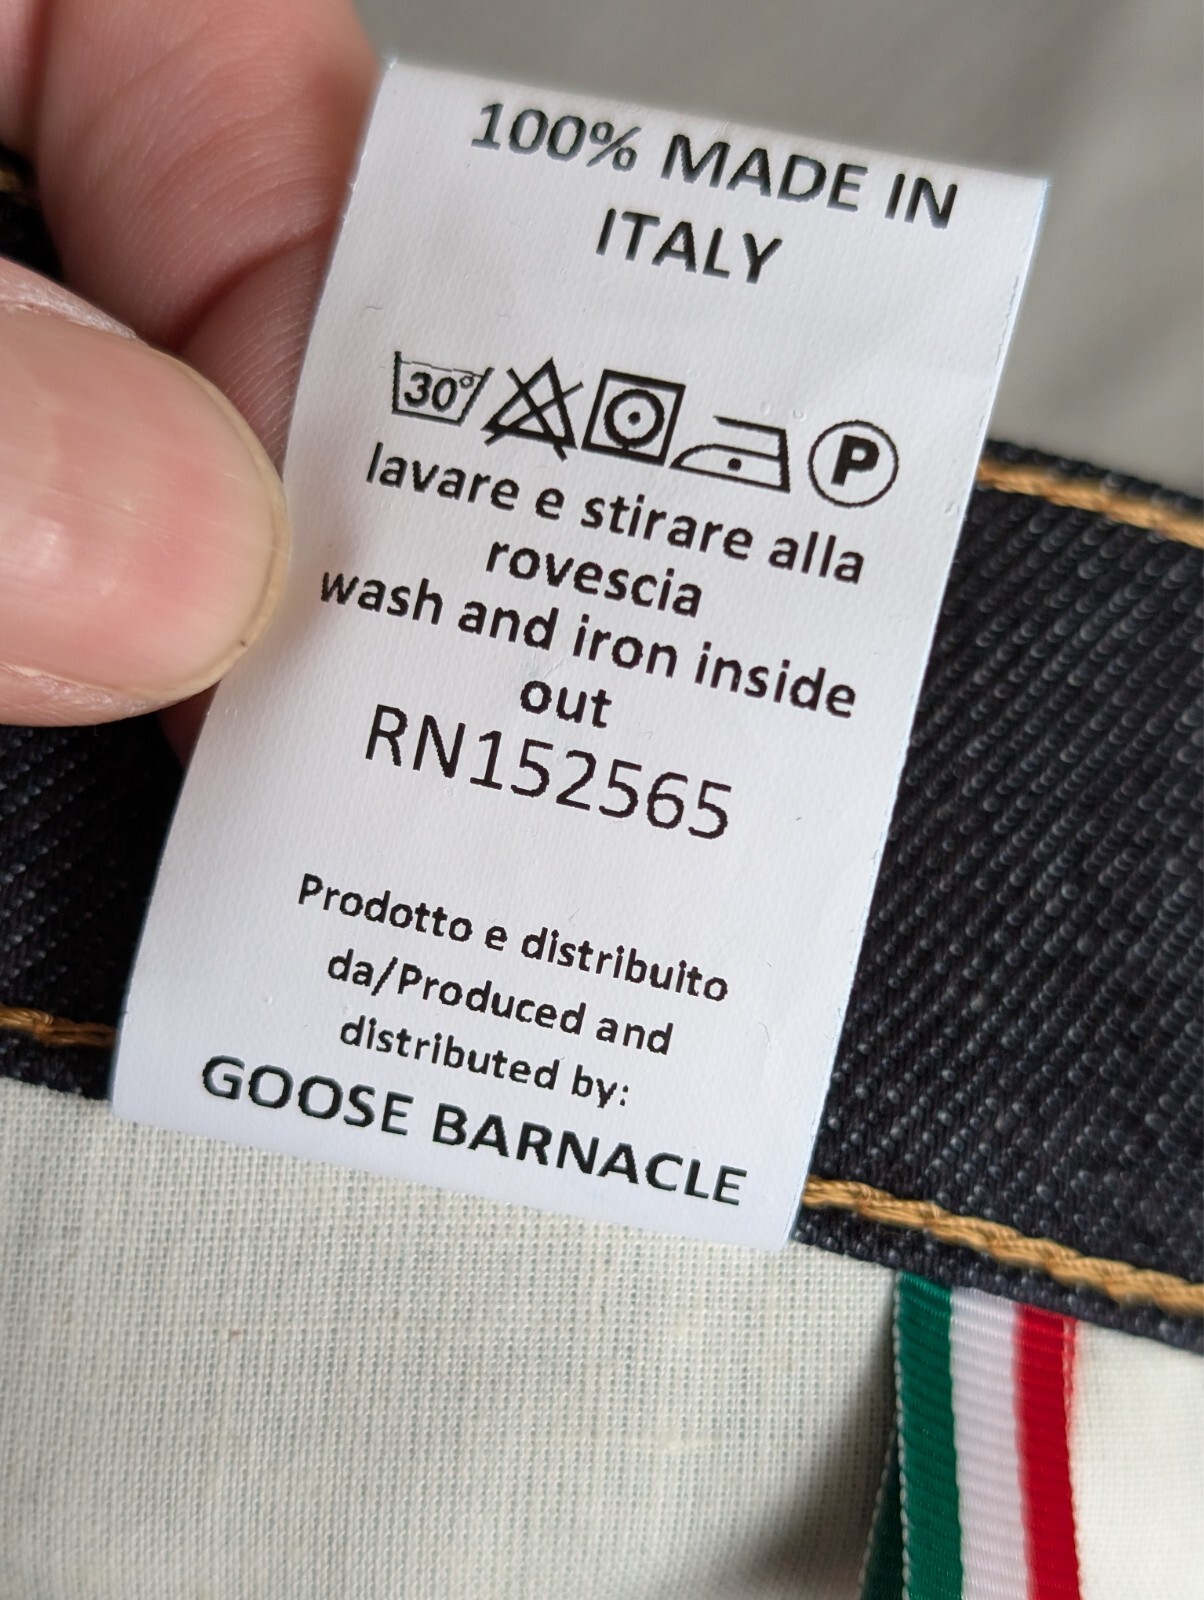 100% MADE IN
ITALY
30°
P
lavare e stirare alla
rovescia
wash and iron inside
out
RN152565
Prodotto e distribuito
da/Produced and
distributed by:
GOOSE BARNACLE